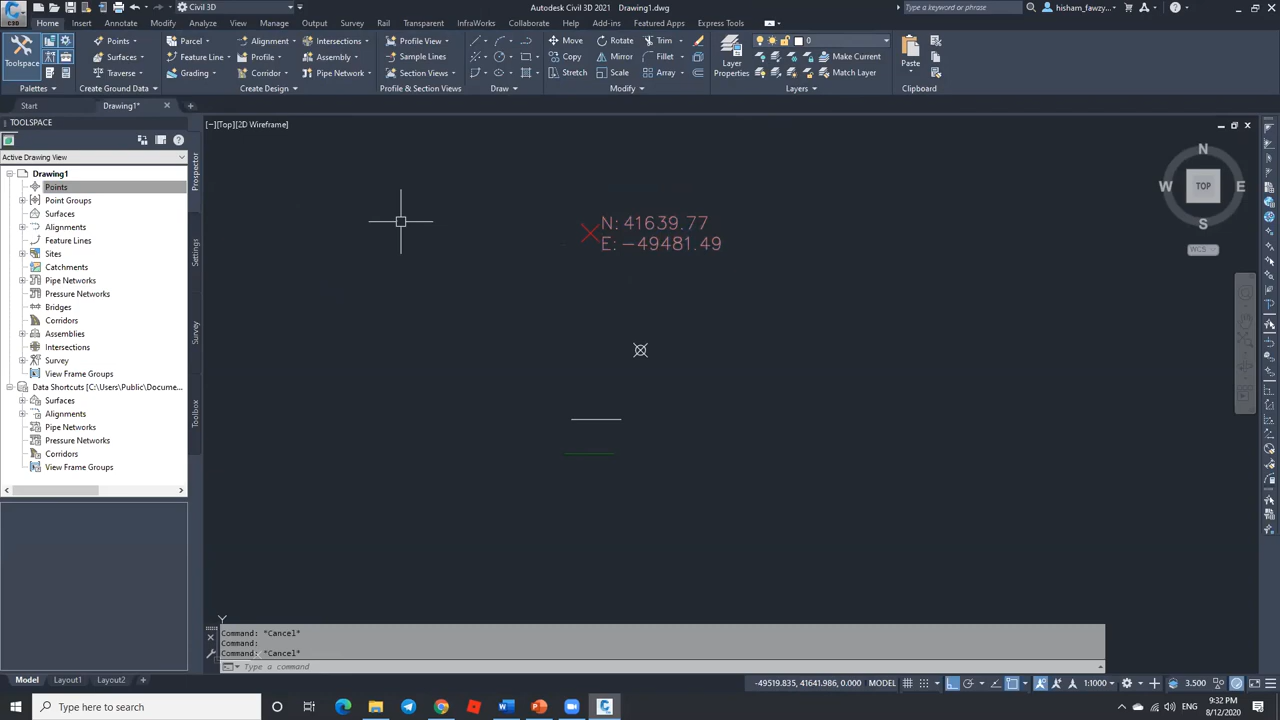 C3D
Civil 3D
Autodesk Civil 3D 2021 Drawing1.dwg
Type a keyword or phrase
hisham_fawzy...
Home
Insert
Annotate
Modify
Analyze
View
Manage
Output
Survey
Rail
Transparent
InfraWorks
Collaborate
Help
Add-ins
Featured Apps
Express Tools
Toolspace
Palettes
Points
Surfaces
Traverse
Create Ground Data
Parcel
Feature Line
Grading
Alignment
Profile
Corridor
Intersections
Assembly
Pipe Network
Create Design
Profile View
Sample Lines
Section Views
Profile & Section Views
Draw
Move
Copy
Stretch
Rotate
Mirror
Scale
Trim
Fillet
Array
Modify
Layer
Properties
0
Make Current
Match Layer
Layers
Paste
Clipboard
Start
Drawing1*
TOOLSPACE
Active Drawing View
Drawing1
Points
Point Groups
Surfaces
Alignments
Feature Lines
Sites
Catchments
Pipe Networks
Pressure Networks
Bridges
Corridors
Assemblies
Intersections
Survey
View Frame Groups
Data Shortcuts [C:\Users\Public\Docume...
Surfaces
Alignments
Pipe Networks
Pressure Networks
Corridors
View Frame Groups
Prospector
Settings
Survey
Toolbox
[−][Top][2D Wireframe]
N: 41639.77
E: −49481.49
N
W
TOP
E
S
WCS
Y
Command: *Cancel*
Command:
Command: *Cancel*
Type a command
Model
Layout1
Layout2
-49519.835, 41641.986, 0.000
MODEL
1:1000
3.500
Type here to search
ENG
9:32 PM
8/12/2020